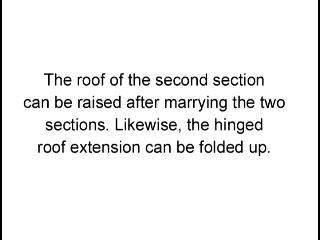 The roof of the second section
can be raised after marrying the two
sections. Likewise, the hinged
roof extension can be folded up.